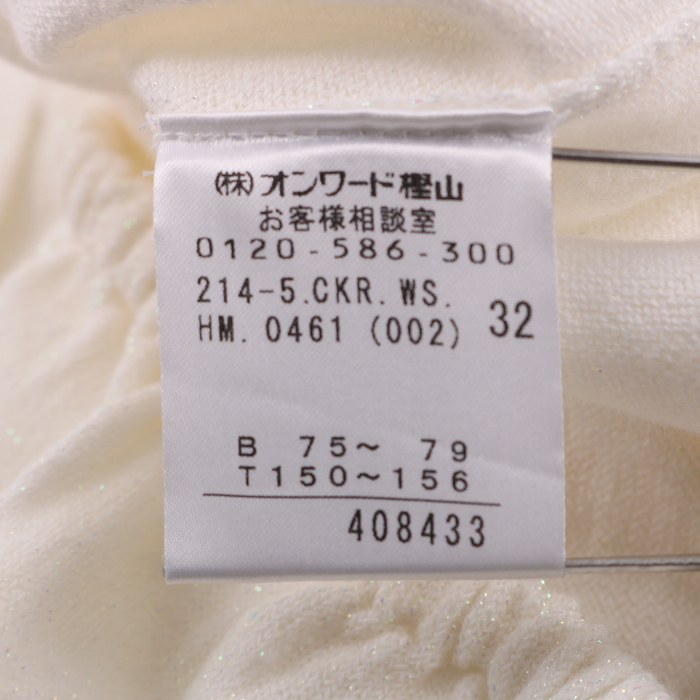 (株)オンワード樫山
お客様相談室
0120-586-300
214-5.CKR.WS.
HM.0461 (002) 32
B 75~ 79
T150~156
408433